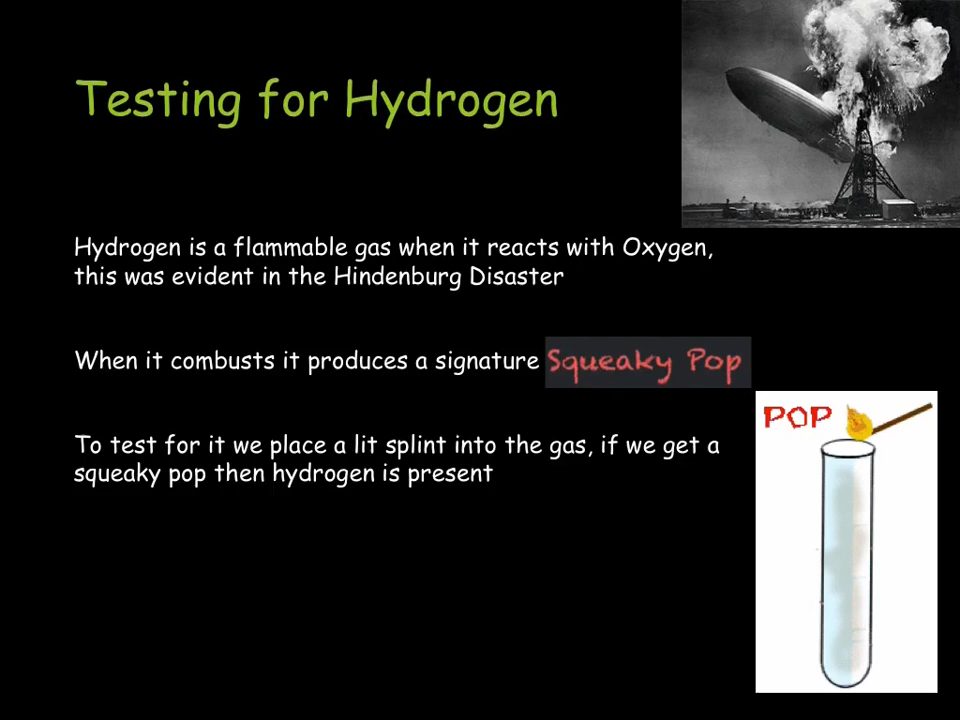 Testing for Hydrogen
Hydrogen is a flammable gas when it reacts with Oxygen,
this was evident in the Hindenburg Disaster
When it combusts it produces a signature Squeaky Pop
POP
To test for it we place a lit splint into the gas, if we get a
squeaky pop then hydrogen is present